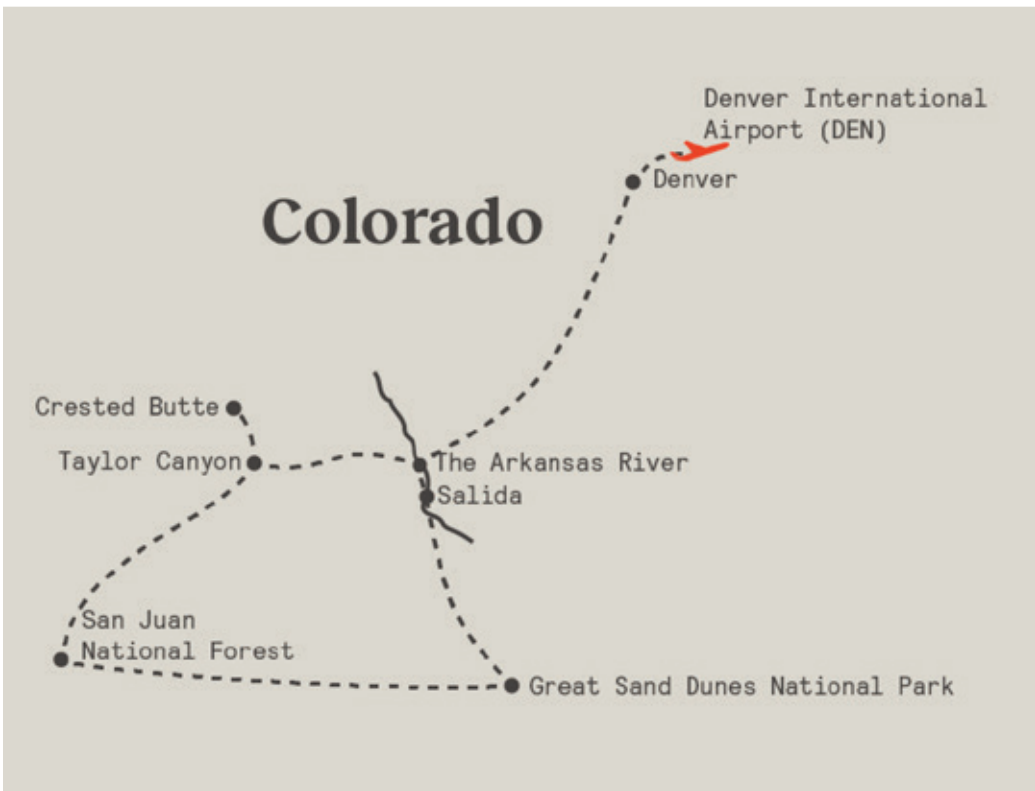 Denver International
Airport (DEN)
Denver
Colorado
Crested Butte
Taylor Canyon
The Arkansas River
Salida
San Juan
National Forest
Great Sand Dunes National Park